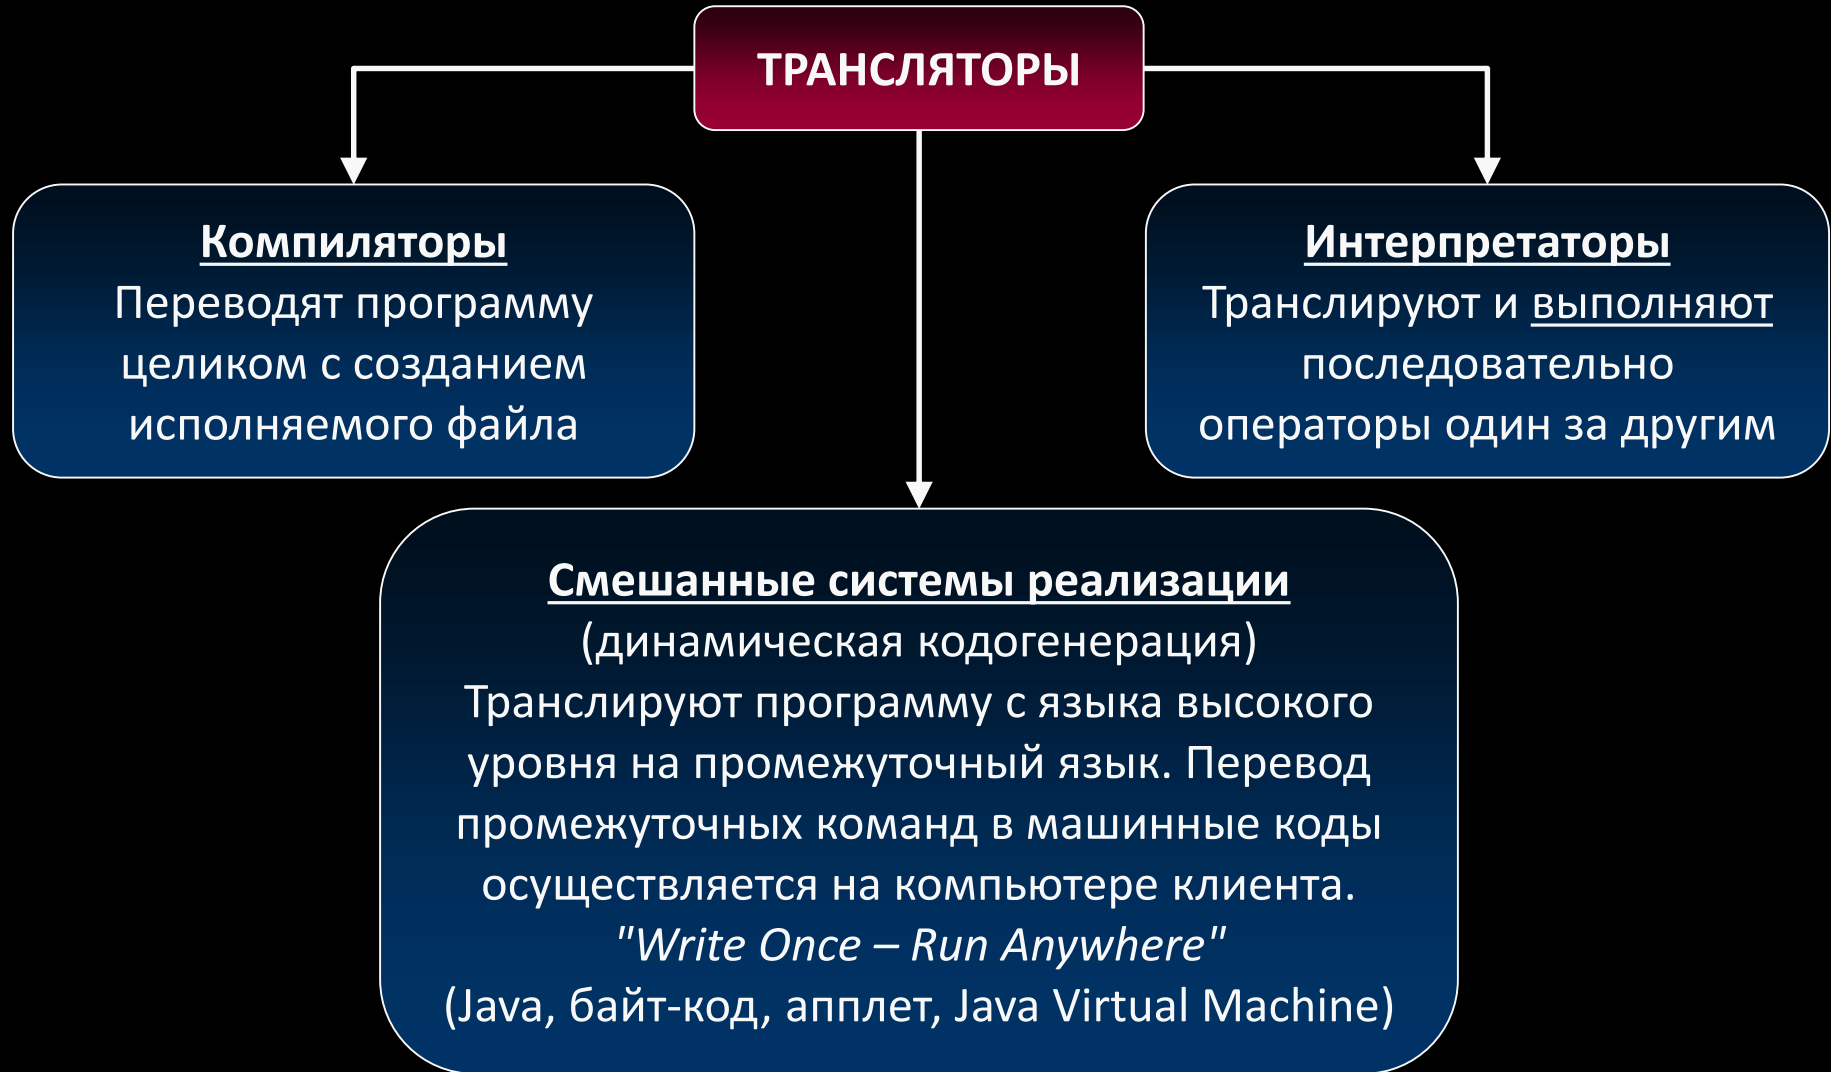 ТРАНСЛЯТОРЫ
Компиляторы
Переводят программу
целиком с созданием
исполняемого файла
Интерпретаторы
Транслируют и выполняют
последовательно
операторы один за другим
Смешанные системы реализации
(динамическая кодогенерация)
Транслируют программу с языка высокого
уровня на промежуточный язык. Перевод
промежуточных команд в машинные коды
осуществляется на компьютере клиента.
"Write Once – Run Anywhere"
(Java, байт-код, апплет, Java Virtual Machine)